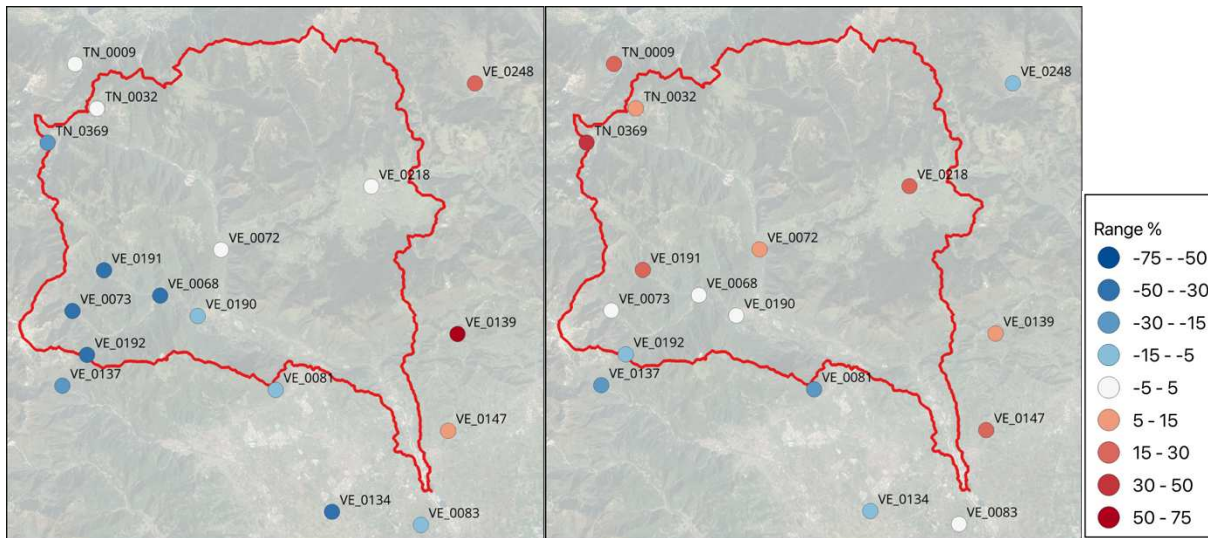 TN_0009
VE_0248
TN_0032
TN_0369
VE_0218
VE_0072
VE_0191
VE_0068
VE_0073
VE_0190
VE_0139
VE_0192
VE_0137
VE_0081
VE_0147
VE_0134
VE_0083
TN_0009
VE_0248
TN_0032
TN_0369
VE_0218
VE_0072
VE_0191
VE_0068
VE_0073
VE_0190
VE_0139
VE_0192
VE_0137
VE_0081
VE_0147
VE_0134
VE_0083
Range %
-75 - -50
-50 - -30
-30 - -15
-15 - -5
-5 - 5
5 - 15
15 - 30
30 - 50
50 - 75